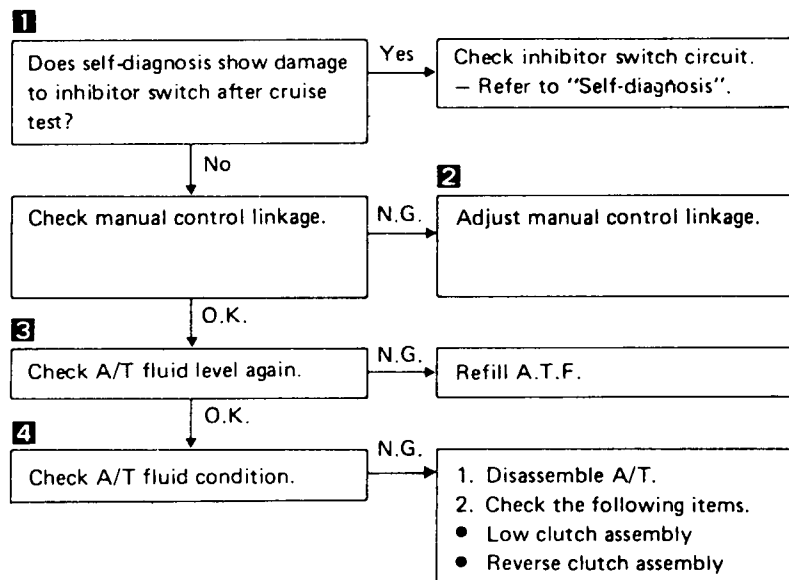 1
Does self-diagnosis show damage
to inhibitor switch after cruise
test?
Yes
Check inhibitor switch circuit.
– Refer to "Self-diagnosis".
No
2
Check manual control linkage.
N.G.
Adjust manual control linkage.
O.K.
3
Check A/T fluid level again.
N.G.
Refill A.T.F.
O.K.
4
Check A/T fluid condition.
N.G.
1. Disassemble A/T.
2. Check the following items.
● Low clutch assembly
● Reverse clutch assembly